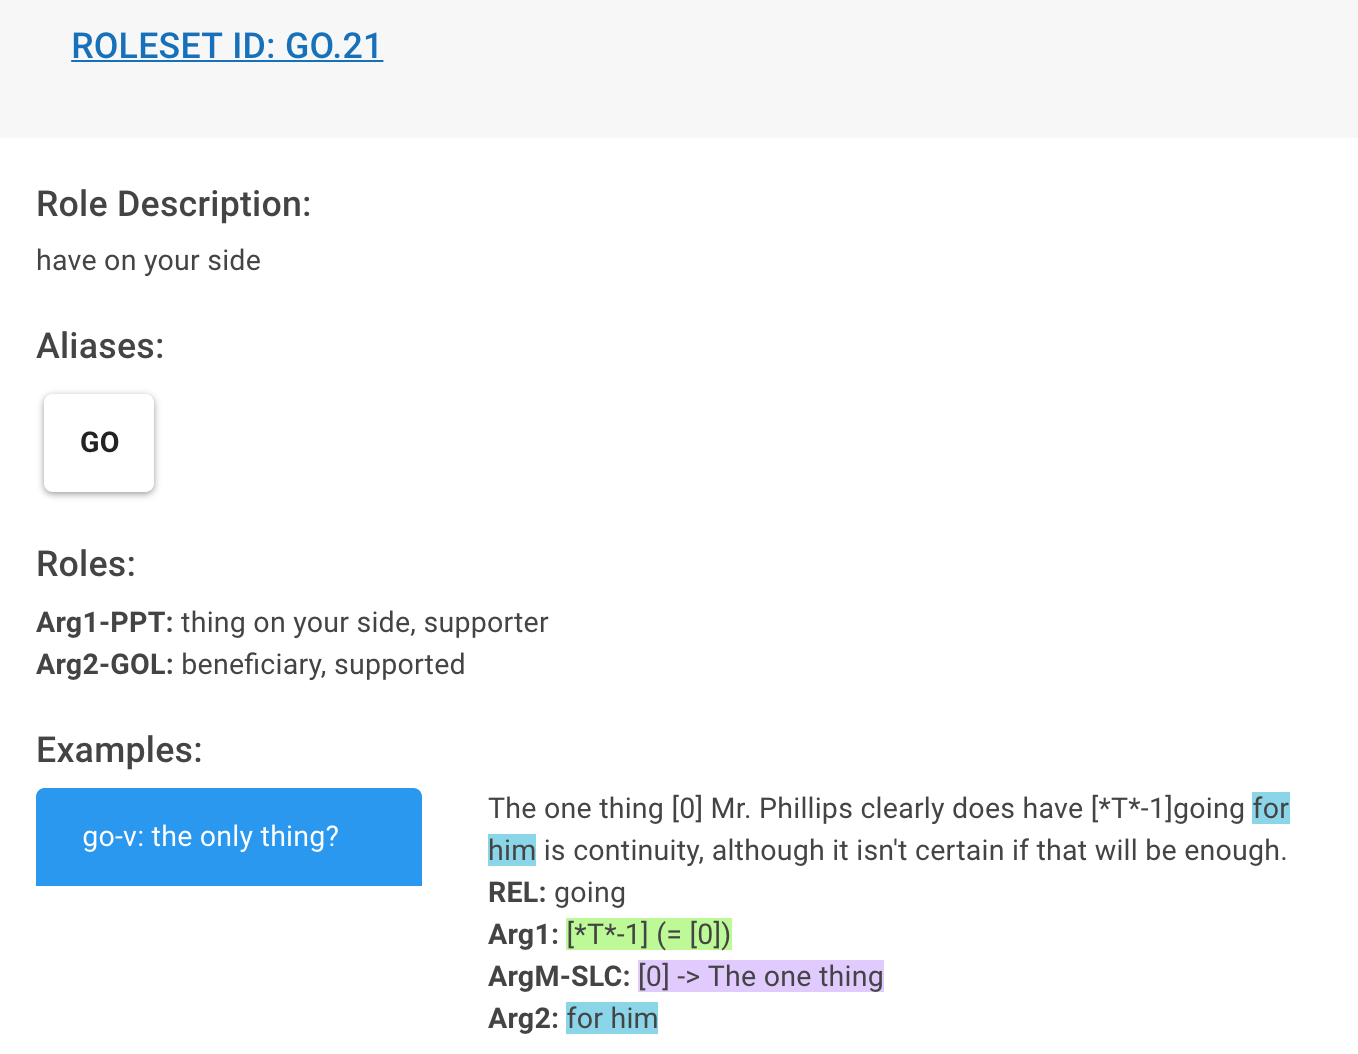 ROLESET ID: GO.21
Role Description:
have on your side
Aliases:
GO
Roles:
Arg1-PPT: thing on your side, supporter
Arg2-GOL: beneficiary, supported
Examples:
go-v: the only thing?
The one thing [0] Mr. Phillips clearly does have [*T*-1]going for
him is continuity, although it isn't certain if that will be enough.
REL: going
Arg1: [*T*-1] (= [0])
ArgM-SLC: [0] -> The one thing
Arg2: for him